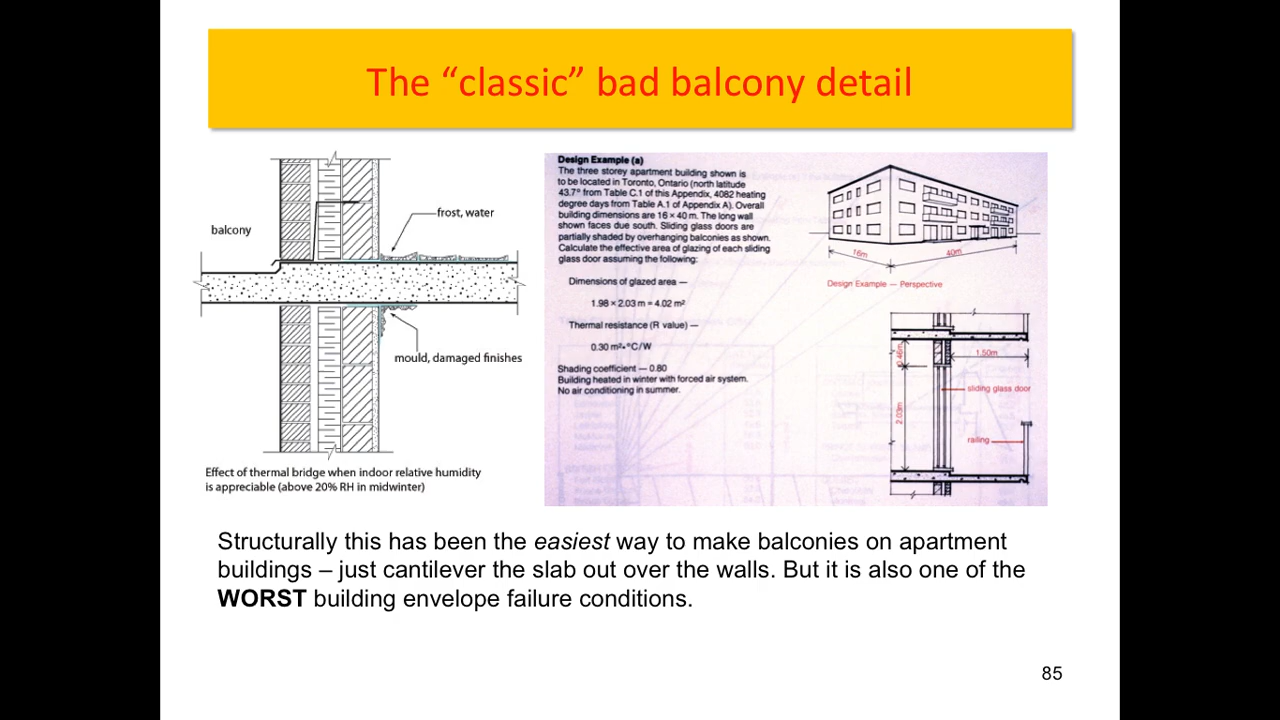 The “classic” bad balcony detail
balcony
frost, water
mould, damaged finishes
Effect of thermal bridge when indoor relative humidity
is appreciable (above 20% RH in midwinter)
Design Example (a)
The three storey apartment building shown is
to be located in Toronto, Ontario (north latitude
43.7° from Table C.1 of this Appendix, 4082 heating
degree days from Table A.1 of Appendix A). Overall
building dimensions are 16 × 40 m. The long wall
shown faces due south. Sliding glass doors are
partially shaded by overhanging balconies as shown.
Calculate the effective area of glazing of each sliding
glass door assuming the following:
Dimensions of glazed area —
1.98 × 2.03 m = 4.02 m²
Thermal resistance (R value) —
0.30 m²•°C/W
Shading coefficient — 0.80
Building heated in winter with forced air system.
No air conditioning in summer.
16m
40m
Design Example — Perspective
0.46m
1.50m
sliding glass door
2.03m
railing
Structurally this has been the easiest way to make balconies on apartment
buildings – just cantilever the slab out over the walls. But it is also one of the
WORST building envelope failure conditions.
85